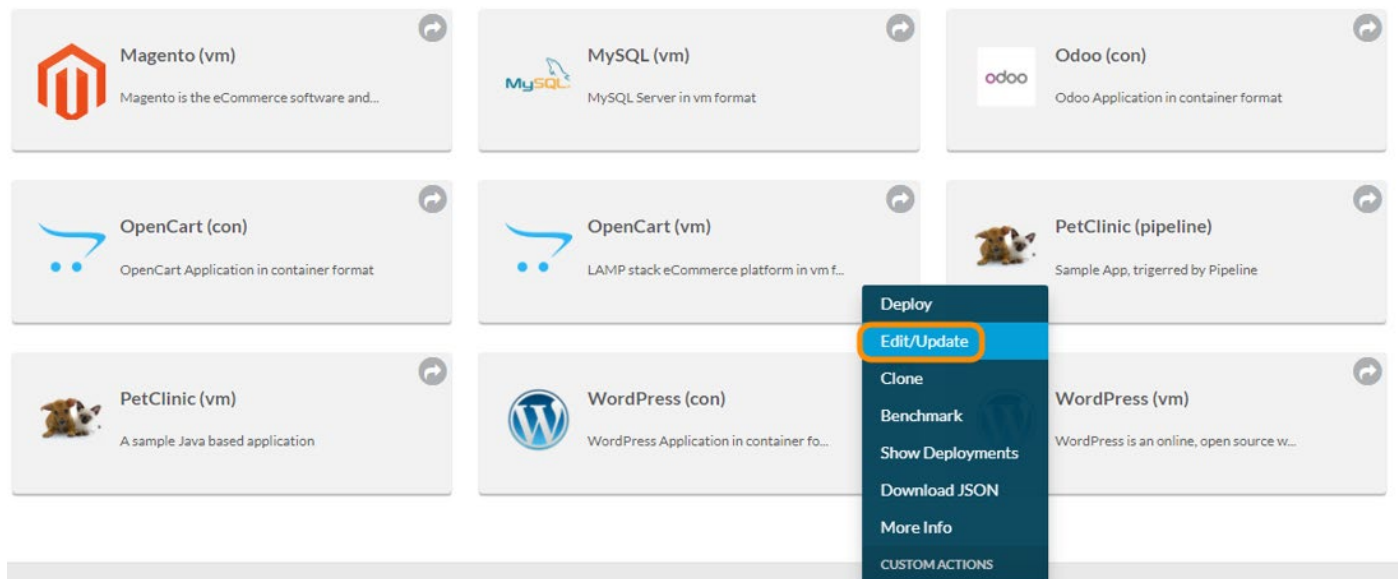 Magento (vm)
Magento is the eCommerce software and...
MySQL
MySQL (vm)
MySQL Server in vm format
odoo
Odoo (con)
Odoo Application in container format
OpenCart (con)
OpenCart Application in container format
OpenCart (vm)
LAMP stack eCommerce platform in vm f...
PetClinic (pipeline)
Sample App, trigerred by Pipeline
PetClinic (vm)
A sample Java based application
WordPress (con)
WordPress Application in container fo...
WordPress (vm)
WordPress is an online, open source w...
Deploy
Edit/Update
Clone
Benchmark
Show Deployments
Download JSON
More Info
CUSTOM ACTIONS